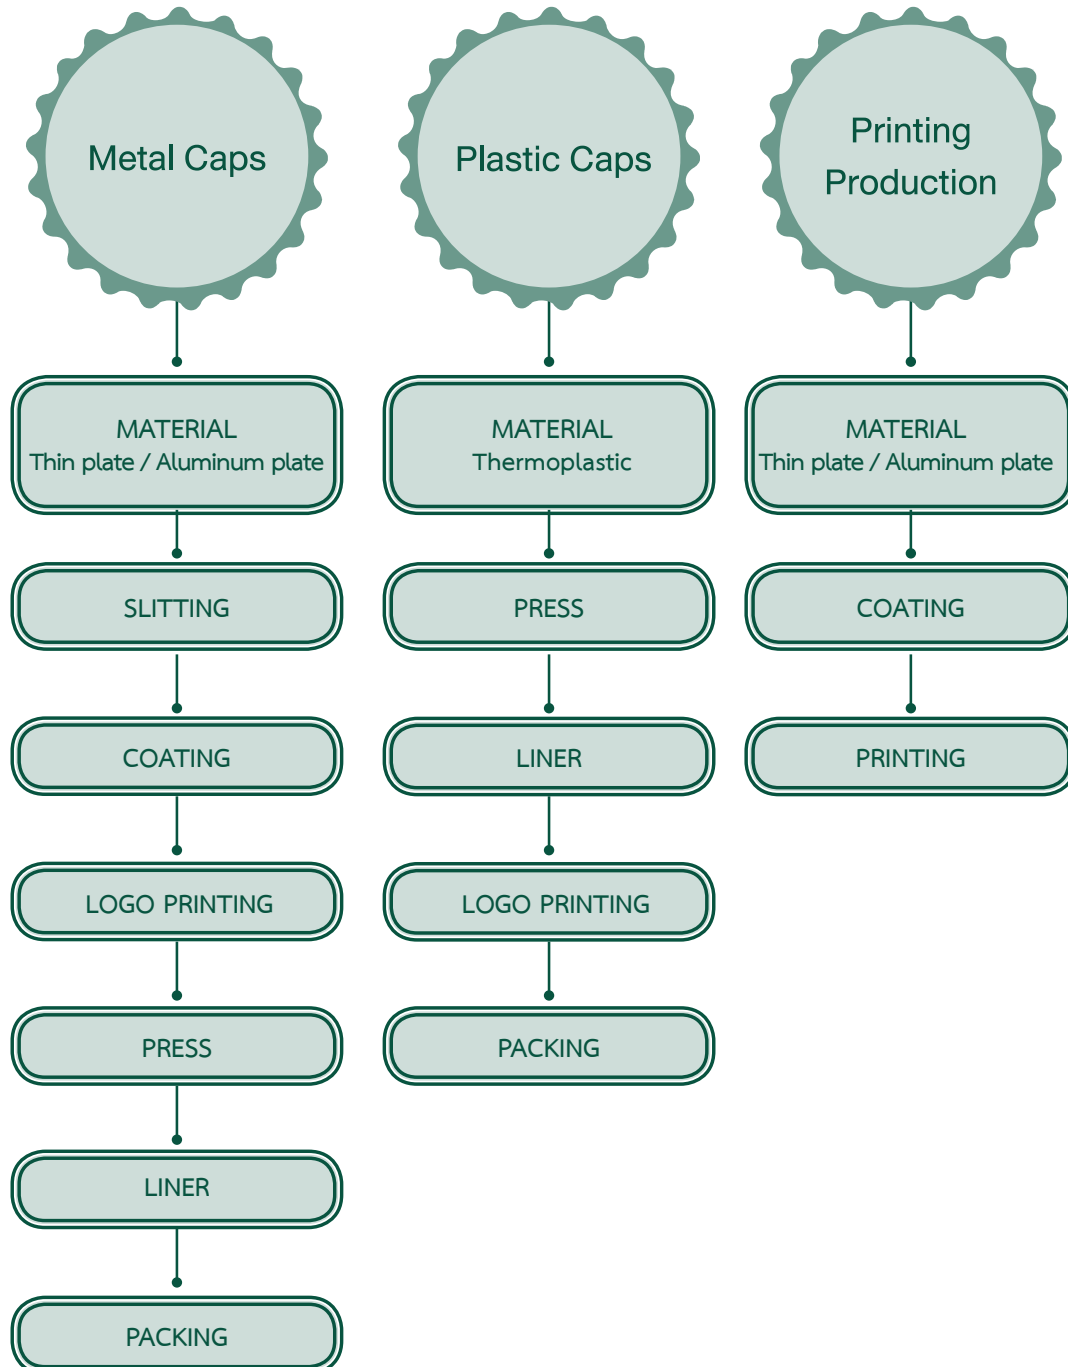 Metal Caps
MATERIAL
Thin plate / Aluminum plate
SLITTING
COATING
LOGO PRINTING
PRESS
LINER
PACKING
Plastic Caps
MATERIAL
Thermoplastic
PRESS
LINER
LOGO PRINTING
PACKING
Printing
Production
MATERIAL
Thin plate / Aluminum plate
COATING
PRINTING